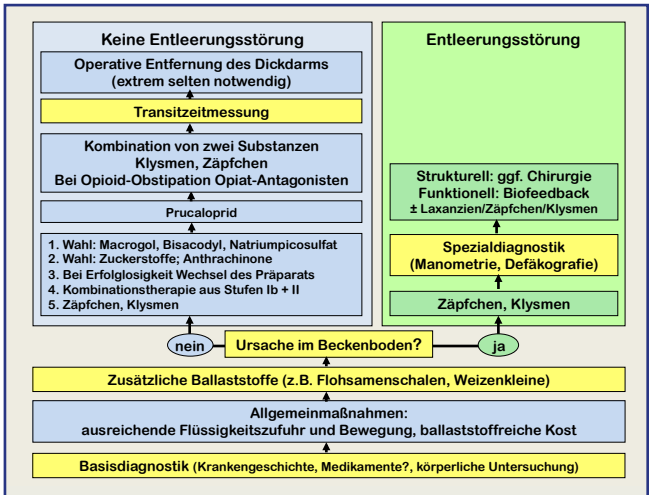 Keine Entleerungsstörung
Operative Entfernung des Dickdarms
(extrem selten notwendig)
Transitzeitmessung
Kombination von zwei Substanzen
Klysmen, Zäpfchen
Bei Opioid-Obstipation Opiat-Antagonisten
Prucaloprid
1. Wahl: Macrogol, Bisacodyl, Natriumpicosulfat
2. Wahl: Zuckerstoffe; Anthrachinone
3. Bei Erfolglosigkeit Wechsel des Präparats
4. Kombinationstherapie aus Stufen Ib + II
5. Zäpfchen, Klysmen
Entleerungsstörung
Strukturell: ggf. Chirurgie
Funktionell: Biofeedback
± Laxanzien/Zäpfchen/Klysmen
Spezialdiagnostik
(Manometrie, Defäkografie)
Zäpfchen, Klysmen
nein
Ursache im Beckenboden?
ja
Zusätzliche Ballaststoffe (z.B. Flohsamenschalen, Weizenkleine)
Allgemeinmaßnahmen:
ausreichende Flüssigkeitszufuhr und Bewegung, ballaststoffreiche Kost
Basisdiagnostik (Krankengeschichte, Medikamente?, körperliche Untersuchung)